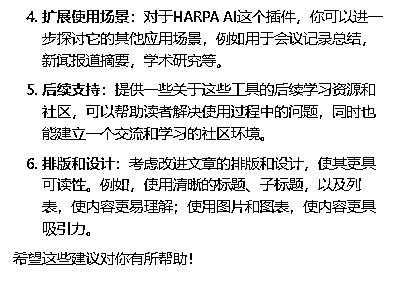 4. 扩展使用场景：对于HARPA AI这个插件，你可以进一
步探讨它的其他应用场景，例如用于会议记录总结，
新闻报道摘要，学术研究等。
5. 后续支持：提供一些关于这些工具的后续学习资源和
社区，可以帮助读者解决使用过程中的问题，同时也
能建立一个交流和学习的社区环境。
6. 排版和设计：考虑改进文章的排版和设计，使其更具
可读性。例如，使用清晰的标题、子标题，以及列
表，使内容更易理解；使用图片和图表，使内容更具
吸引力。
希望这些建议对你有所帮助！